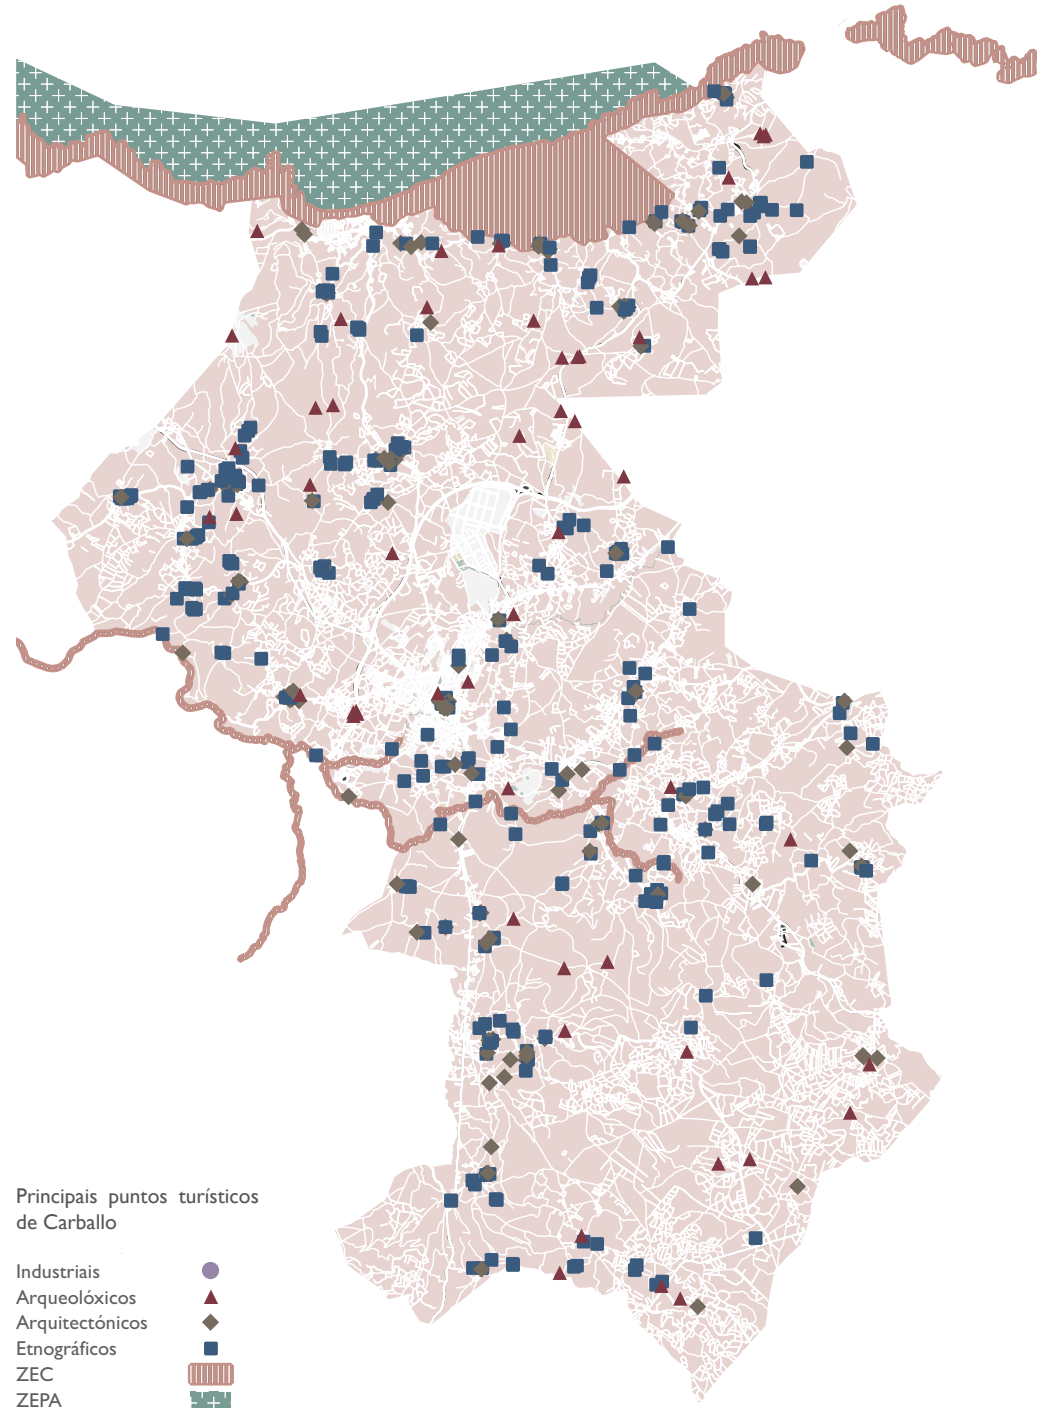 Principais puntos turísticos
de Carballo
Industriais
Arqueolóxicos
Arquitectónicos
Etnográficos
ZEC
ZEPA